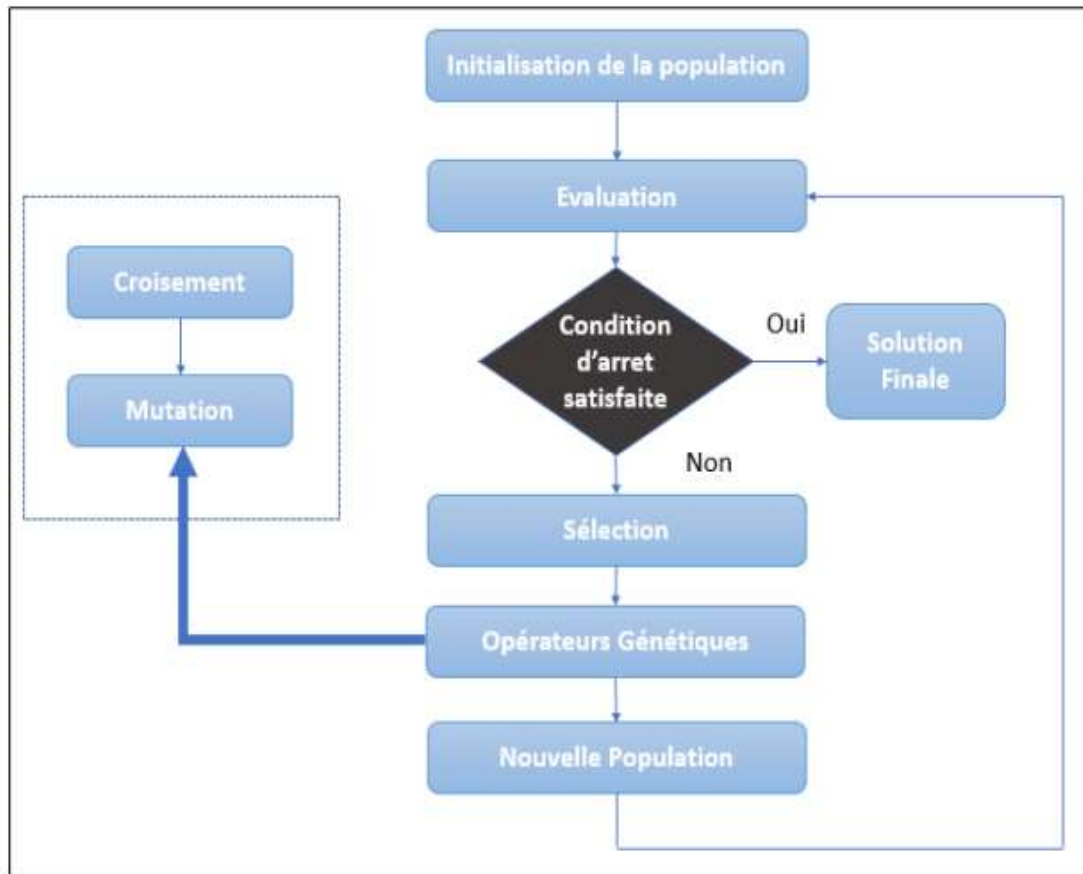 Initialisation de la population
Evaluation
Croisement
Mutation
Condition
d'arret
satisfaite
Oui
Solution
Finale
Non
Sélection
Opérateurs Génétiques
Nouvelle Population